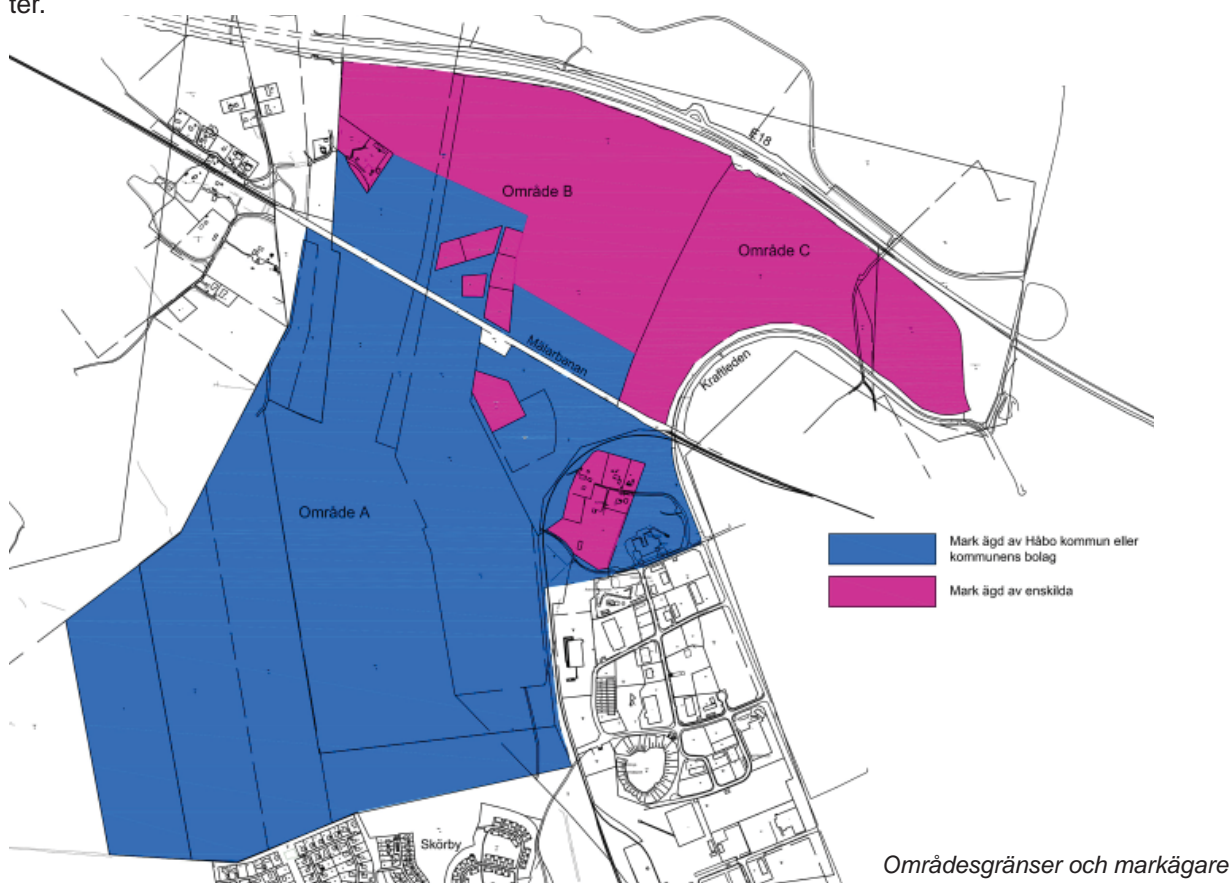 ter.
E18
Område B
Område C
Mälarbanan
Kraftleden
Område A
Mark ägd av Håbo kommun eller
kommunens bolag
Mark ägd av enskilda
Skörby
Områdesgränser och markägare